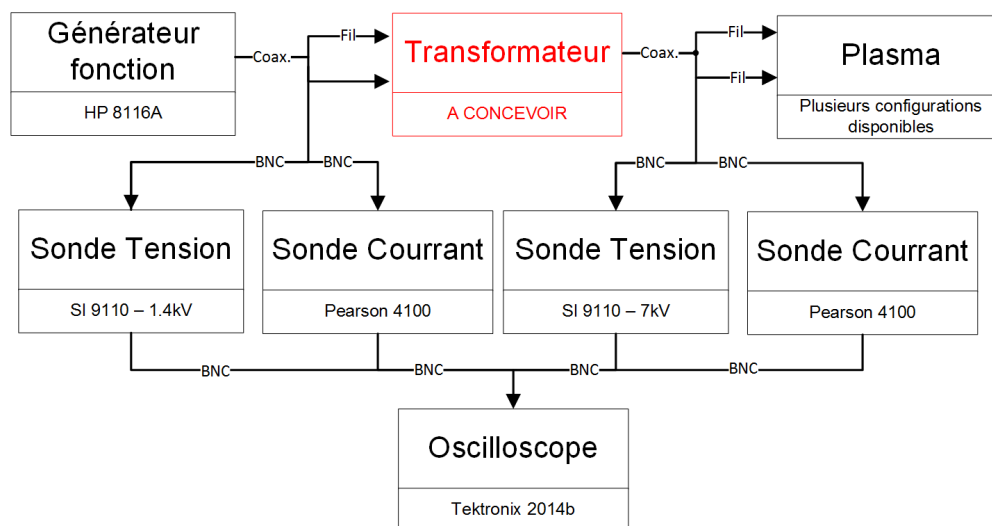 Générateur
fonction
HP 8116A
Coax.
Fil
Transformateur
A CONCEVOIR
Coax.
Fil
Fil
Plasma
Plusieurs configurations
disponibles
BNC
BNC
BNC
BNC
Sonde Tension
SI 9110 – 1.4kV
Sonde Courrant
Pearson 4100
Sonde Tension
SI 9110 – 7kV
Sonde Courrant
Pearson 4100
BNC
BNC
BNC
BNC
Oscilloscope
Tektronix 2014b